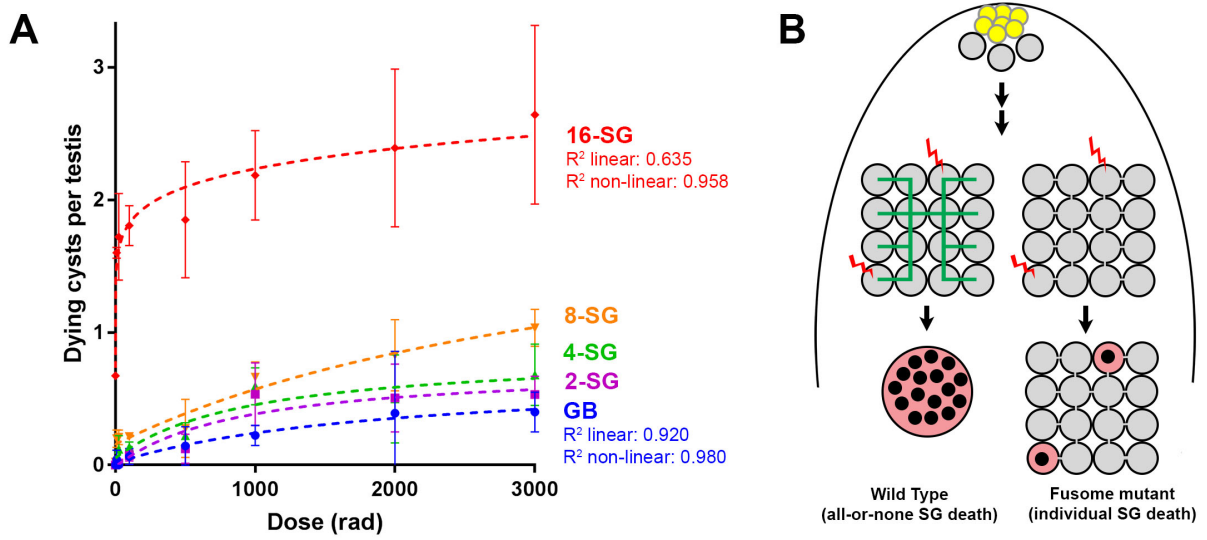 A
Dying cysts per testis
3
2
1
0
0
1000
2000
3000
Dose (rad)
16-SG
R² linear: 0.635
R² non-linear: 0.958
8-SG
4-SG
2-SG
GB
R² linear: 0.920
R² non-linear: 0.980
B
Wild Type
(all-or-none SG death)
Fusome mutant
(individual SG death)